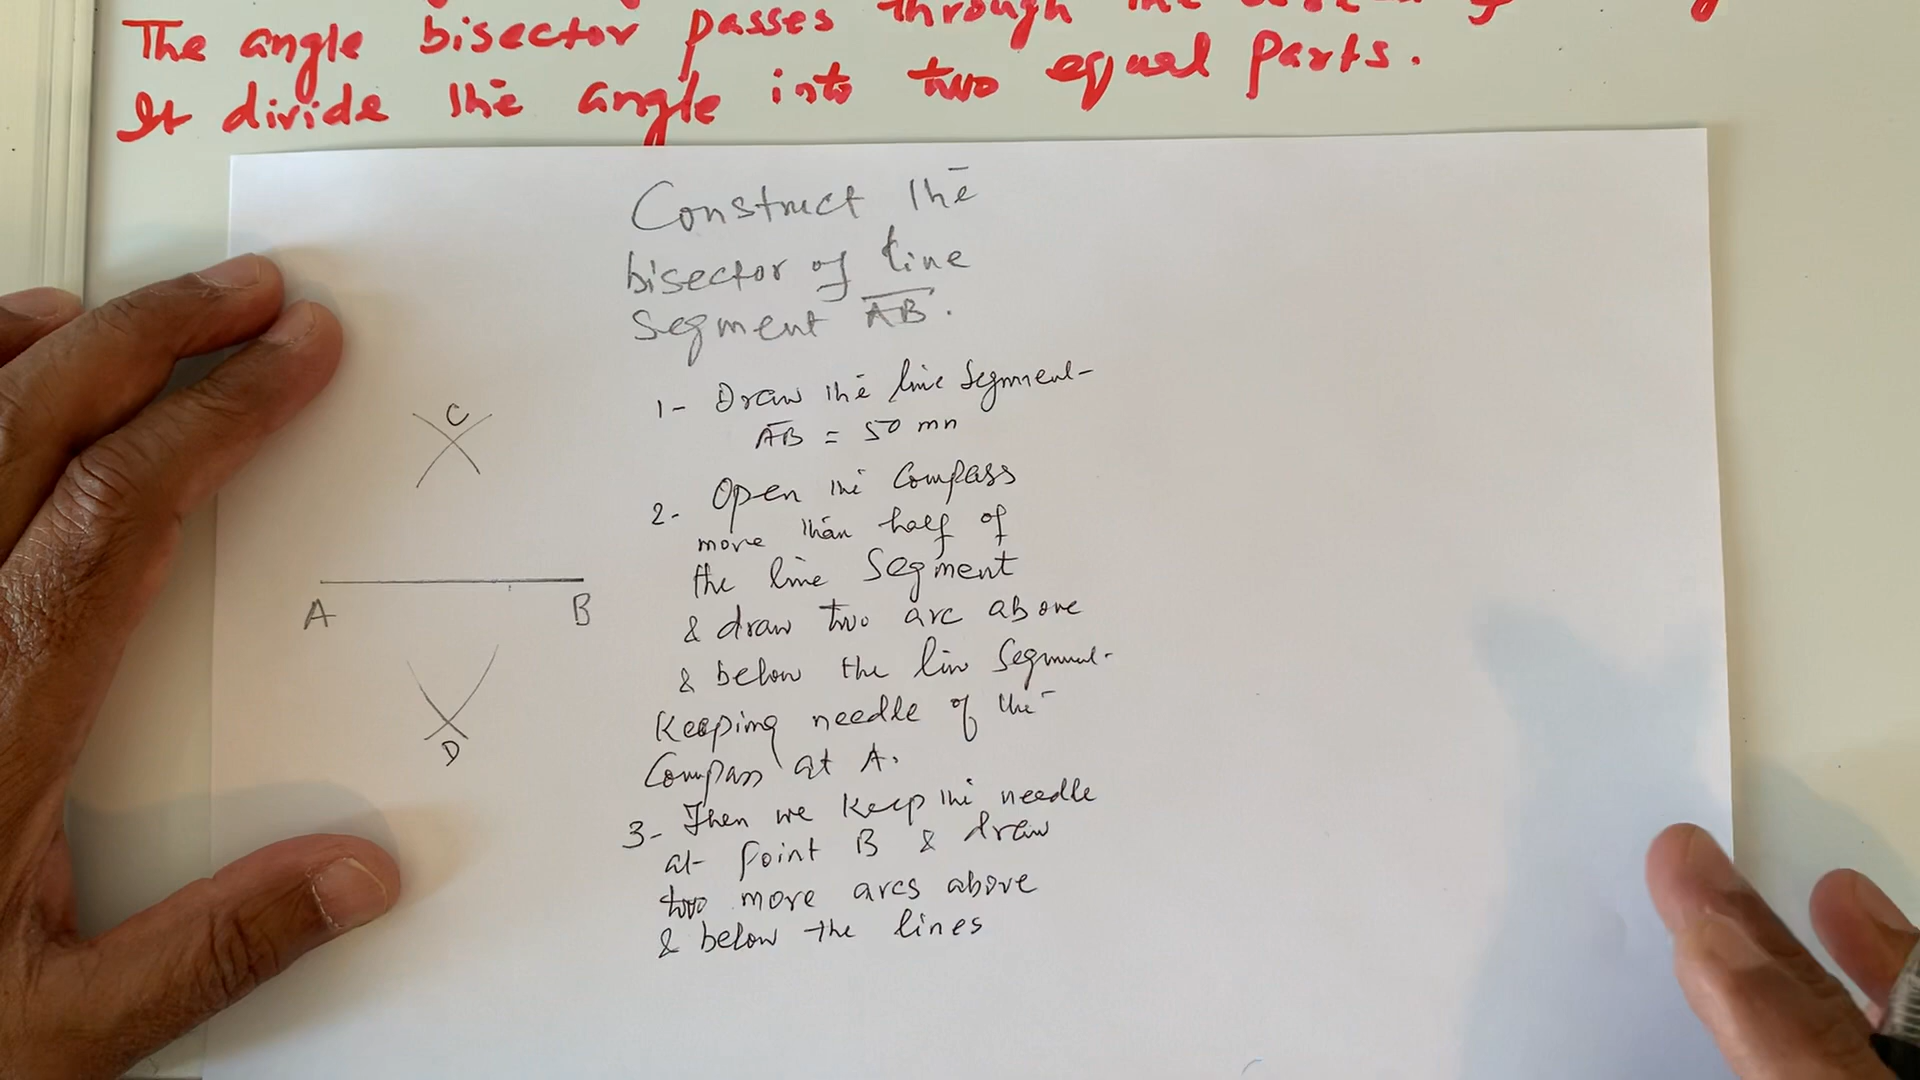 The angle bisector passes through the
It divide the angle into two equal parts.
Construct the
bisector of line
segment AB.
1- Draw the line segment
AB = 50 mn
2- Open the Compass
more than half of
the line Segment
& draw two arc above
& below the line Segment
Keeping needle of the
Compass at A.
3- Then we keep the needle
at point B & draw
two more arcs above
& below the lines
C
A
B
D